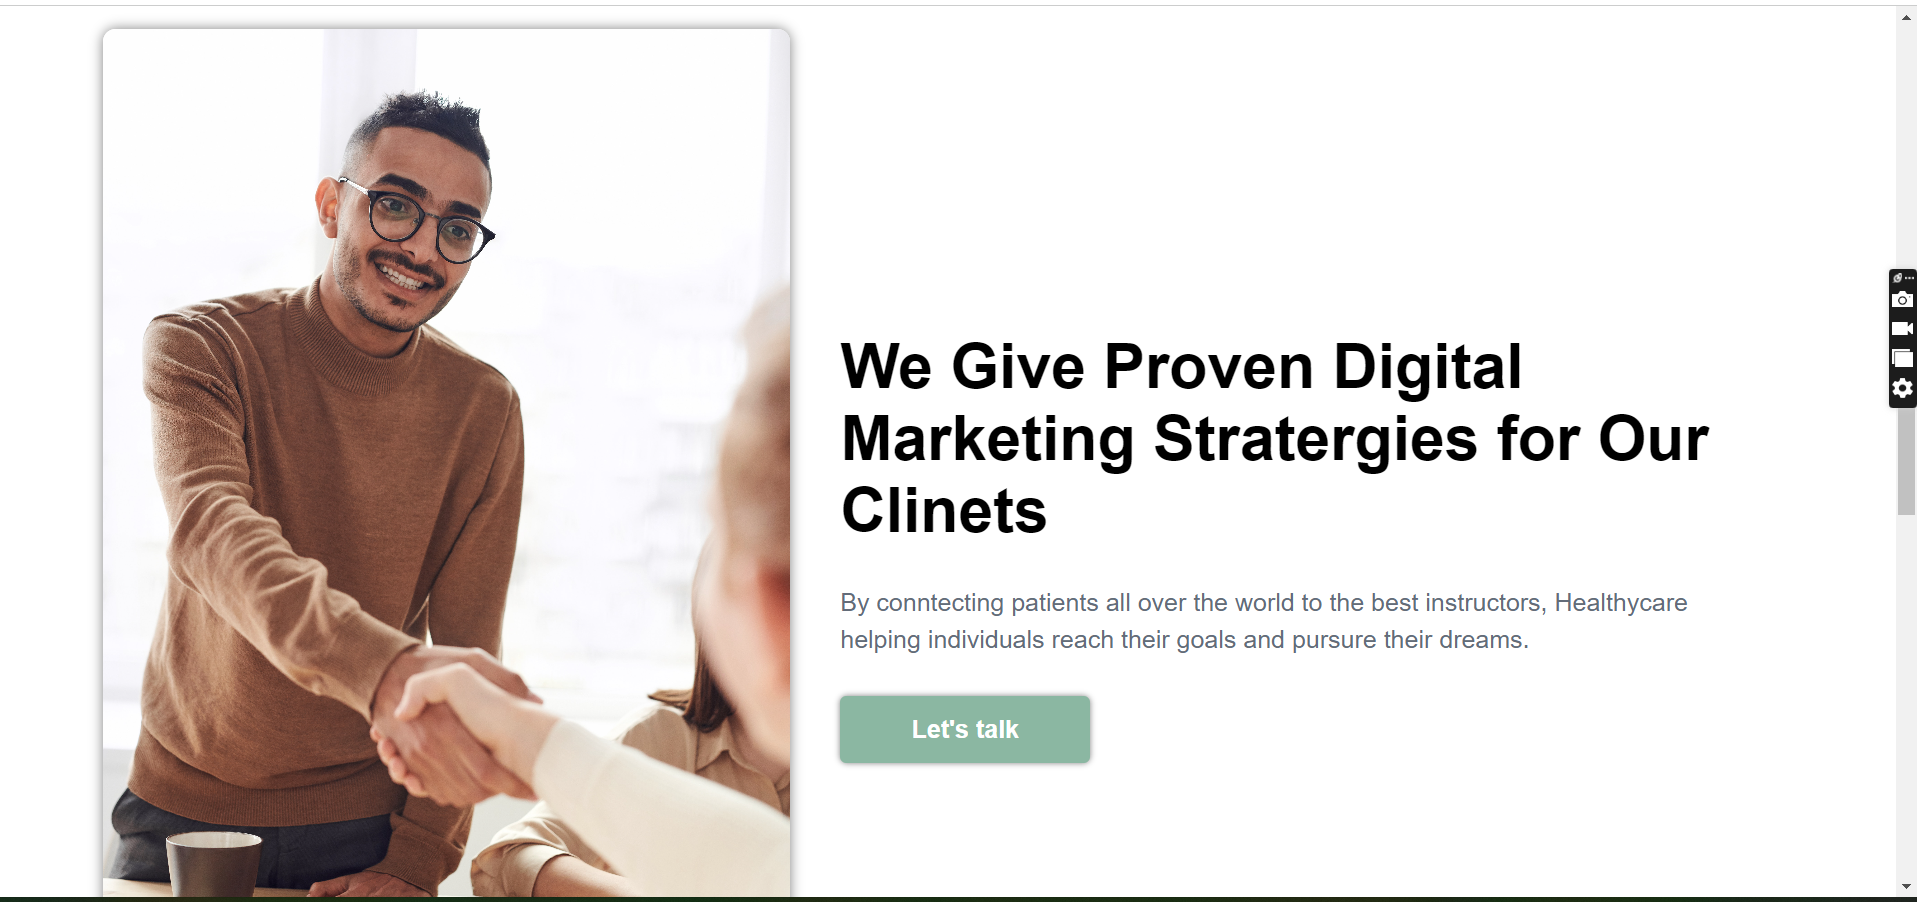 We Give Proven Digital
Marketing Stratergies for Our
Clinets
By conntecting patients all over the world to the best instructors, Healthycare
helping individuals reach their goals and pursure their dreams.
Let's talk